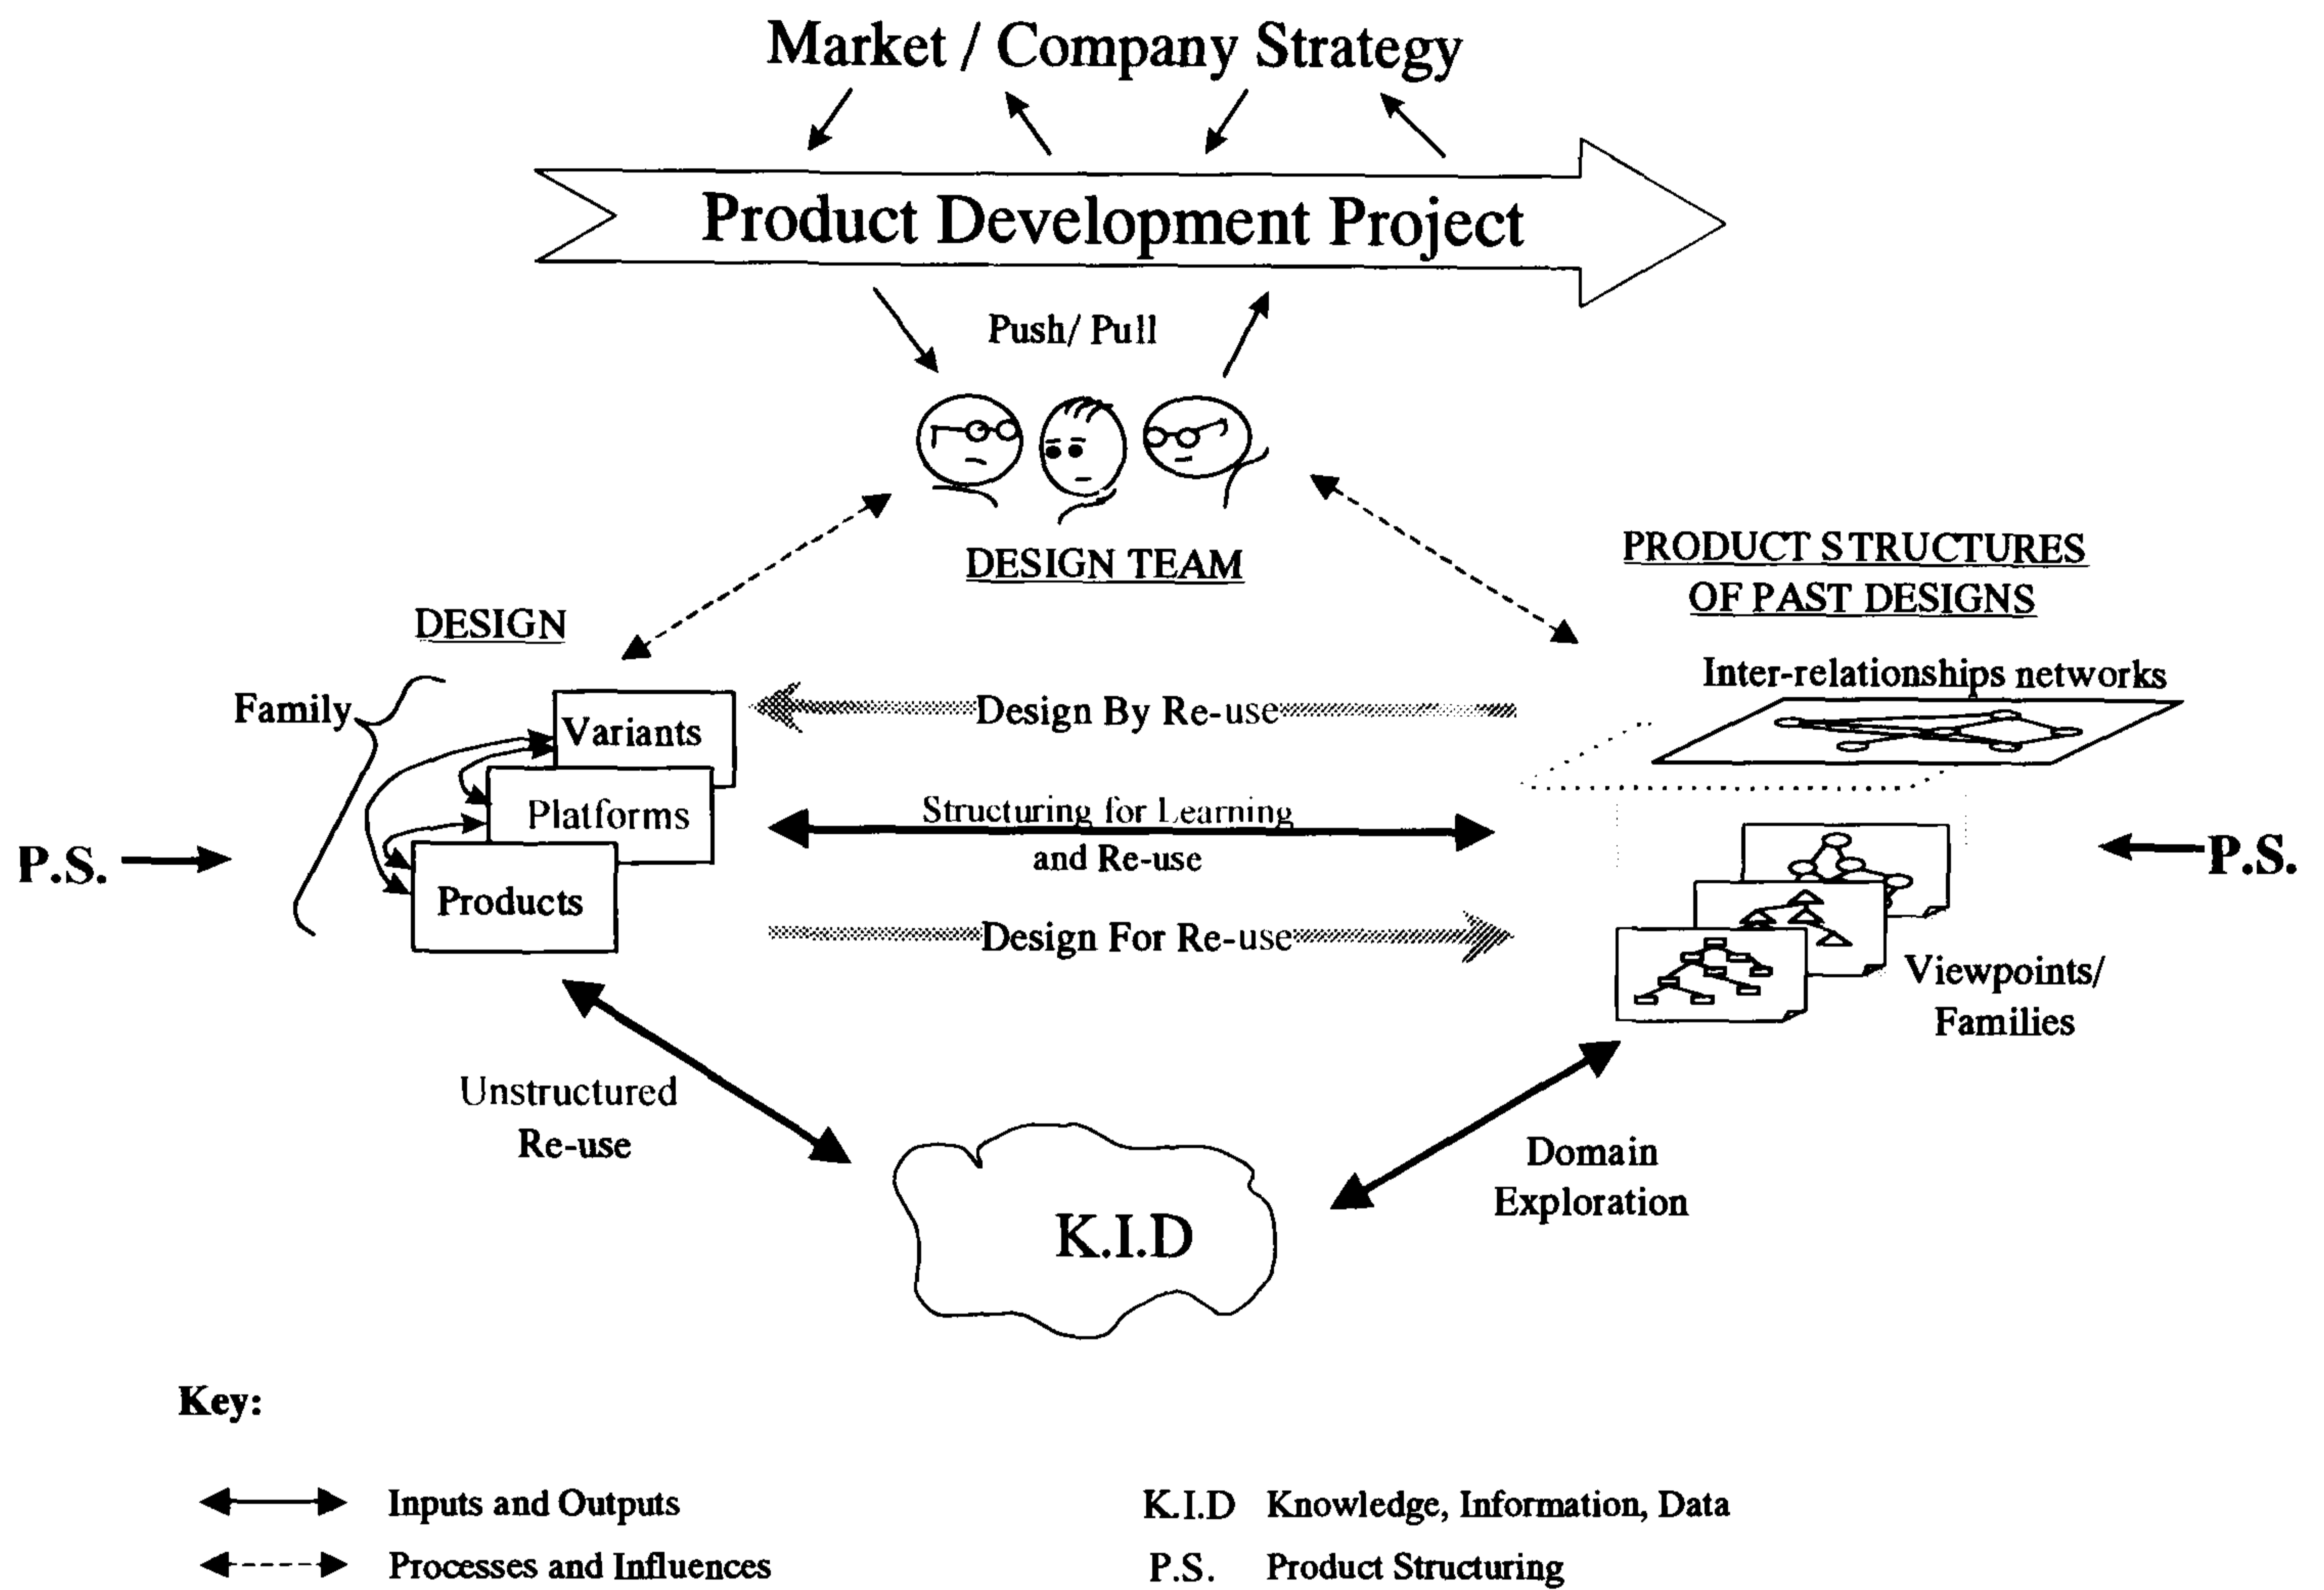 Market / Company Strategy
Product Development Project
Push/ Pull
DESIGN TEAM
PRODUCT STRUCTURES
OF PAST DESIGNS
DESIGN
Inter-relationships networks
Family
Variants
Design By Re-use
Platforms
Structuring for Learning
and Re-use
P.S.
P.S.
Products
Design For Re-use
Viewpoints/
Families
Unstructured
Re-use
Domain
Exploration
K.I.D
Key:
Inputs and Outputs
K.I.D Knowledge, Information, Data
Processes and Influences
P.S. Product Structuring